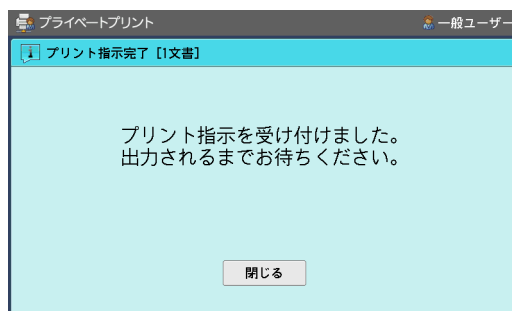 プライベートプリント
一般ユーザー
プリント指示完了［1文書］
プリント指示を受け付けました。
出力されるまでお待ちください。
閉じる